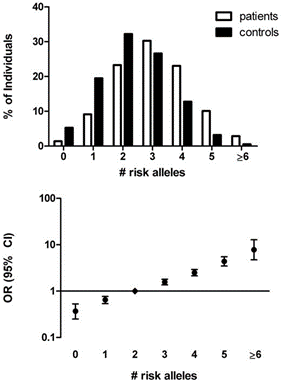 patients
controls
40
30
20
10
0
% of Individuals
0 1 2 3 4 5 ≥6
# risk alleles
100
10
1
0.1
OR (95% CI)
0 1 2 3 4 5 ≥6
# risk alleles